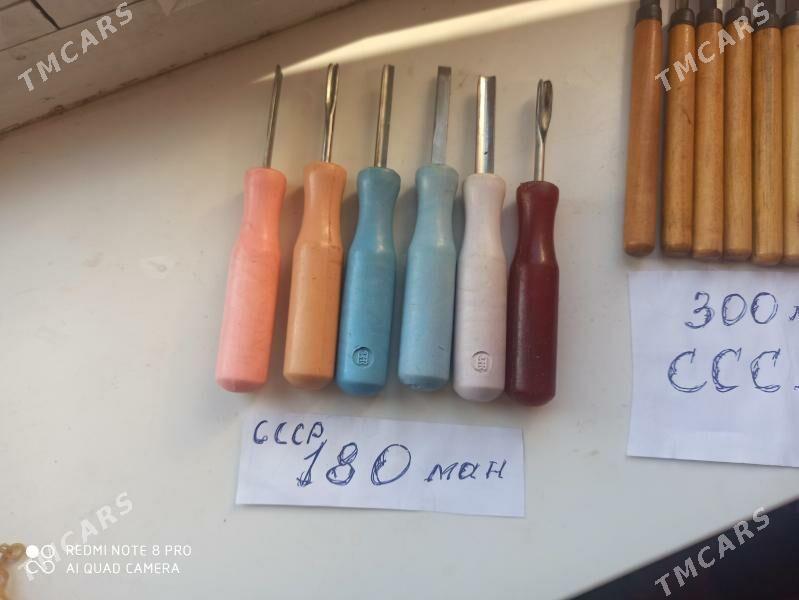 TMCARS
TMCARS
TMCARS
СССР
180 ман
300
ССС
TMCARS
TMCARS
REDMI NOTE 8 PRO
AI QUAD CAMERA